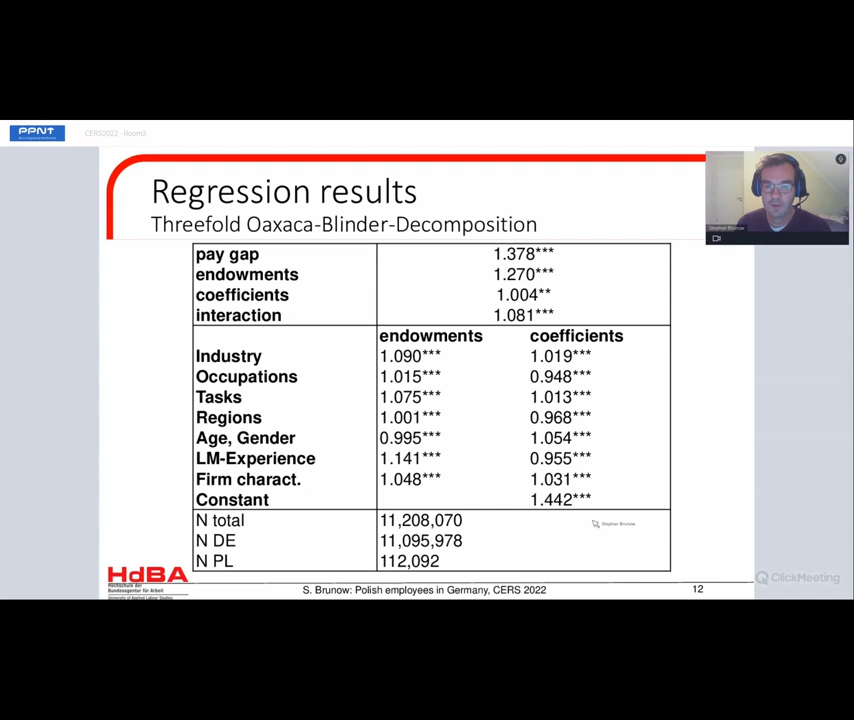 PPNT
CERS2022 - Room3
Regression results
Threefold Oaxaca-Blinder-Decomposition
Stephan Brunow
pay gap 1.378***
endowments 1.270***
coefficients 1.004**
interaction 1.081***
endowments coefficients
Industry 1.090*** 1.019***
Occupations 1.015*** 0.948***
Tasks 1.075*** 1.013***
Regions 1.001*** 0.968***
Age, Gender 0.995*** 1.054***
LM-Experience 1.141*** 0.955***
Firm charact. 1.048*** 1.031***
Constant 1.442***
N total 11,208,070
Stephan Brunow
N DE 11,095,978
N PL 112,092
HdBA
Hochschule der
Bundesagentur für Arbeit
University of Applied Labour Studies
S. Brunow: Polish employees in Germany, CERS 2022
12
ClickMeeting